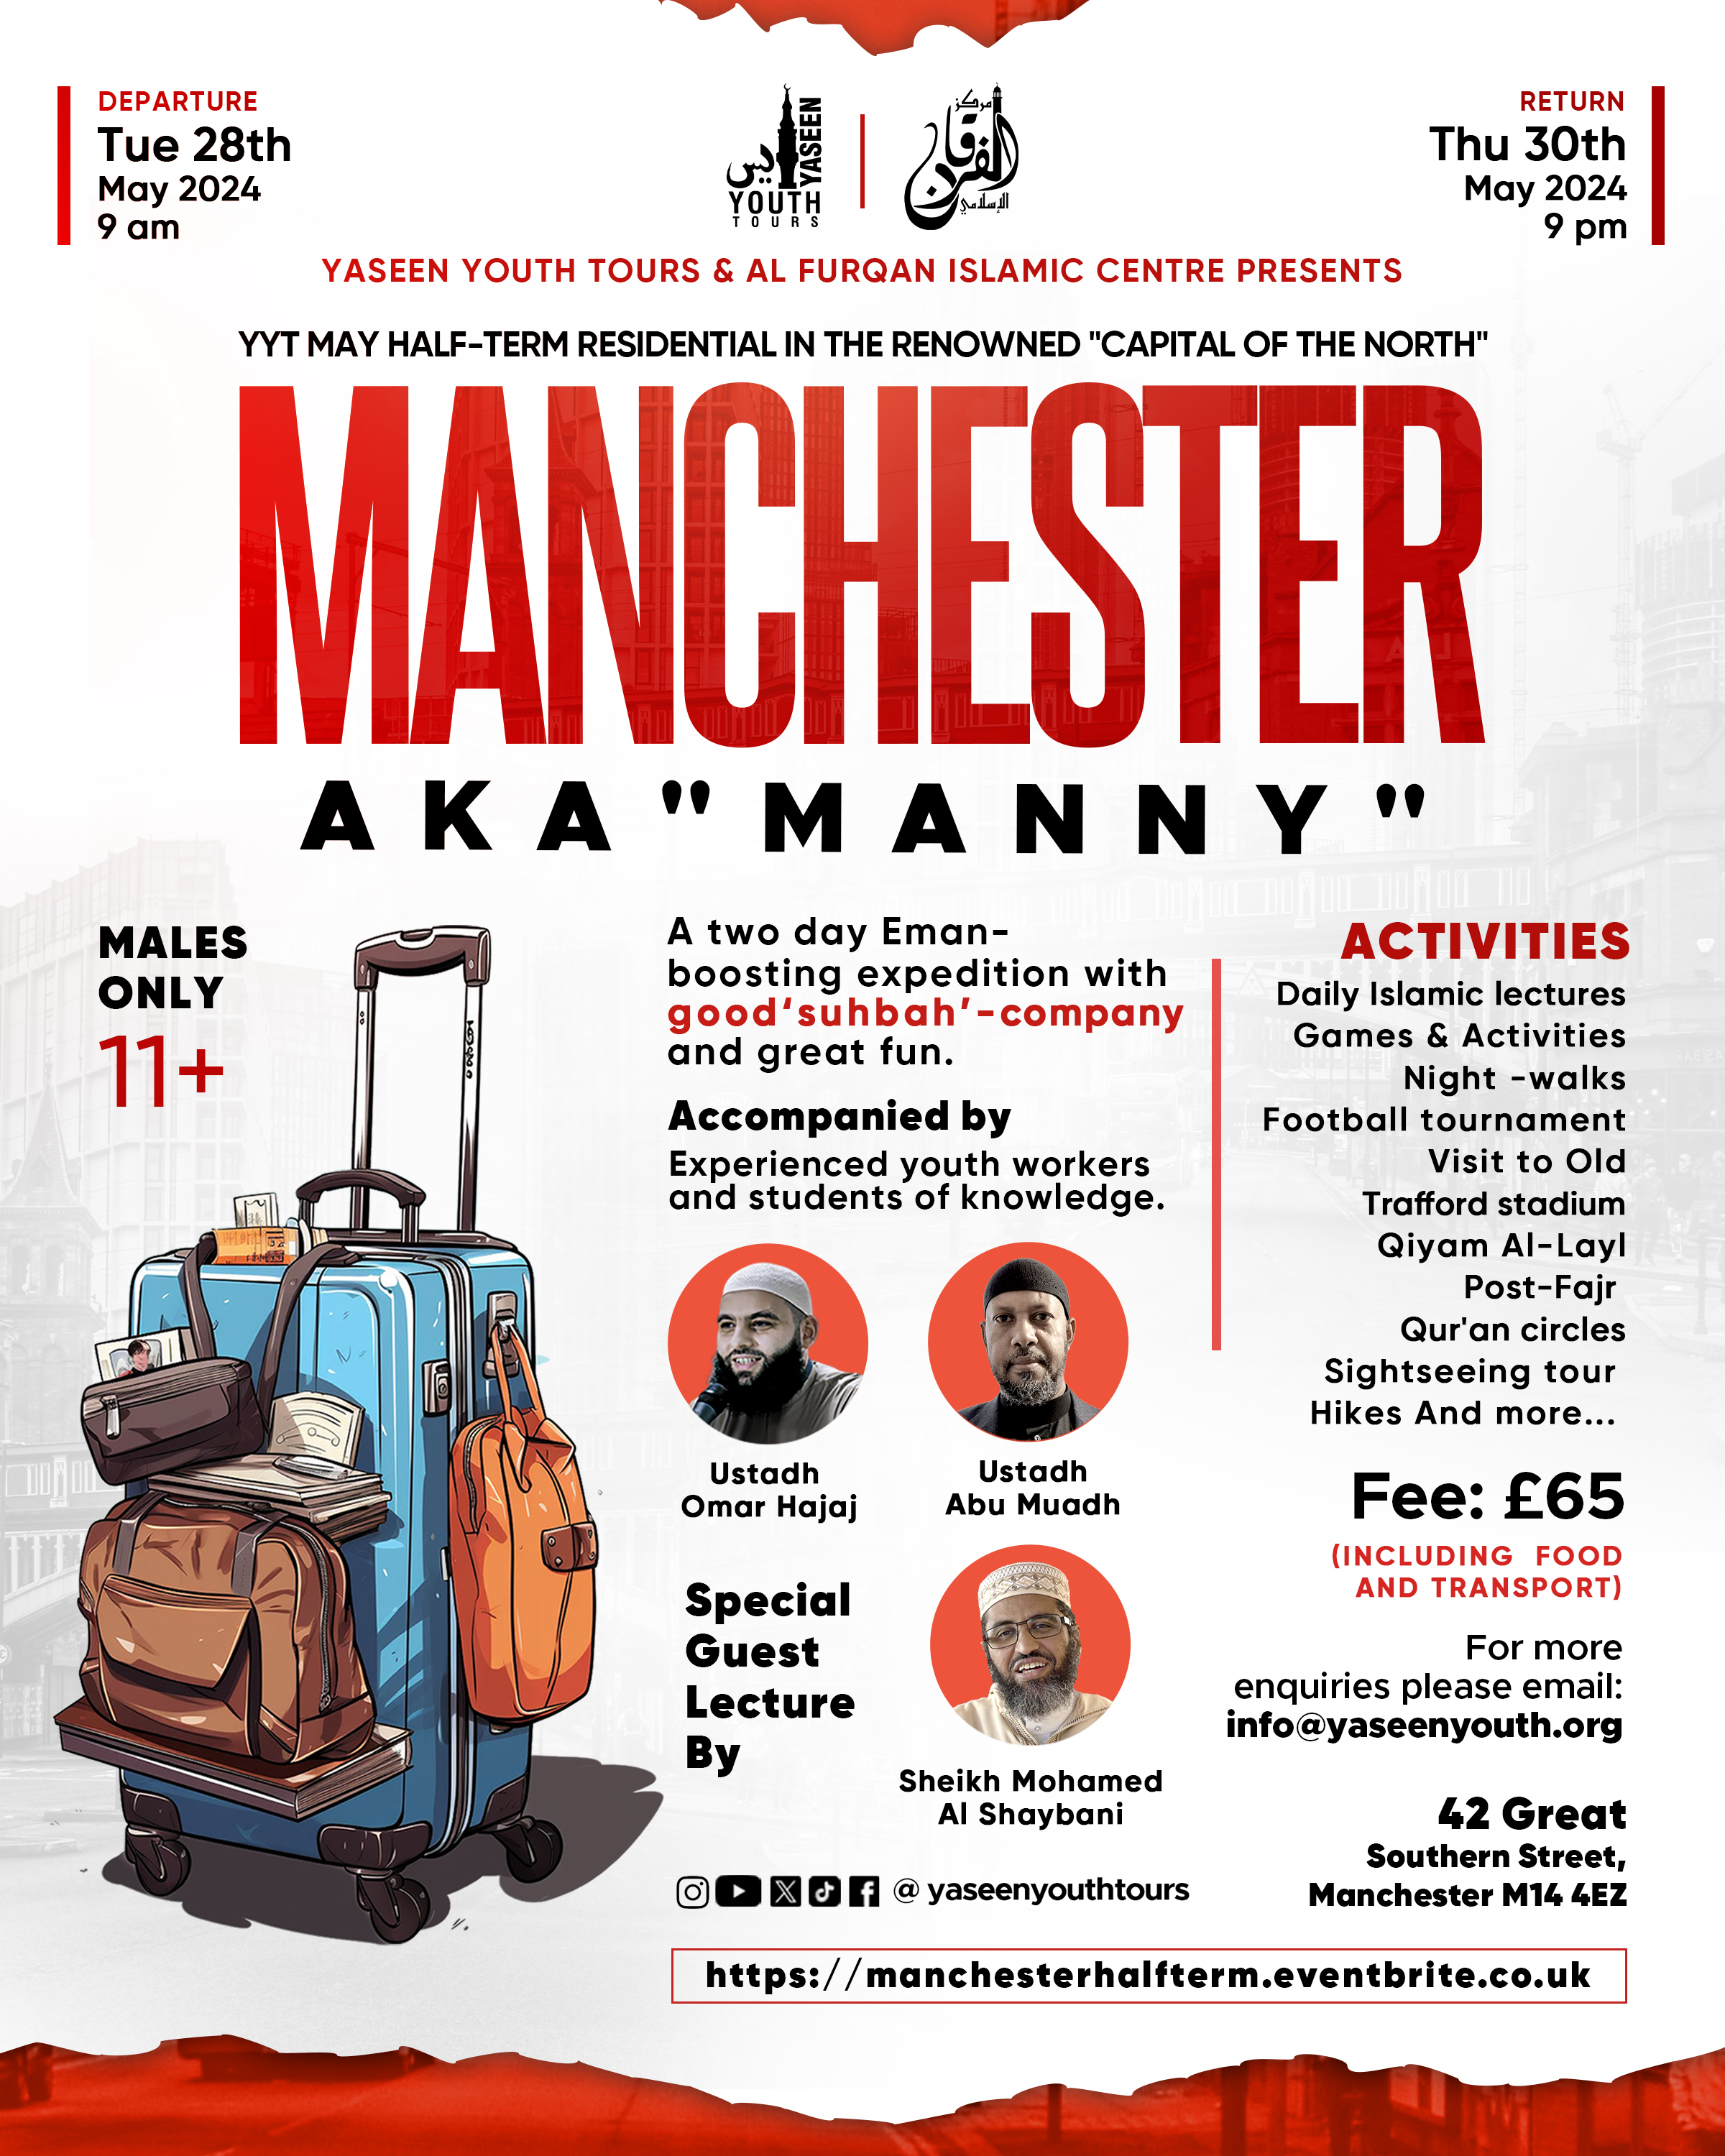 DEPARTURE
Tue 28th
May 2024
9 am
يس
YASEEN
YOUTH
TOURS
مركز
الفرقان
الإسلامي
RETURN
Thu 30th
May 2024
9 pm
YASEEN YOUTH TOURS & AL FURQAN ISLAMIC CENTRE PRESENTS
YYT MAY HALF-TERM RESIDENTIAL IN THE RENOWNED "CAPITAL OF THE NORTH"
MANCHESTER
AKA "MANNY"
MALES
ONLY
11+
A two day Eman-
boosting expedition with
good‘suhbah’-company
and great fun.
Accompanied by
Experienced youth workers
and students of knowledge.
Ustadh
Omar Hajaj
Ustadh
Abu Muadh
Special
Guest
Lecture
By
Sheikh Mohamed
Al Shaybani
@ yaseenyouthtours
ACTIVITIES
Daily Islamic lectures
Games & Activities
Night -walks
Football tournament
Visit to Old
Trafford stadium
Qiyam Al-Layl
Post-Fajr
Qur'an circles
Sightseeing tour
Hikes And more...
Fee: £65
(INCLUDING FOOD
AND TRANSPORT)
For more
enquiries please email:
info@yaseenyouth.org
42 Great
Southern Street,
Manchester M14 4EZ
https://manchesterhalfterm.eventbrite.co.uk